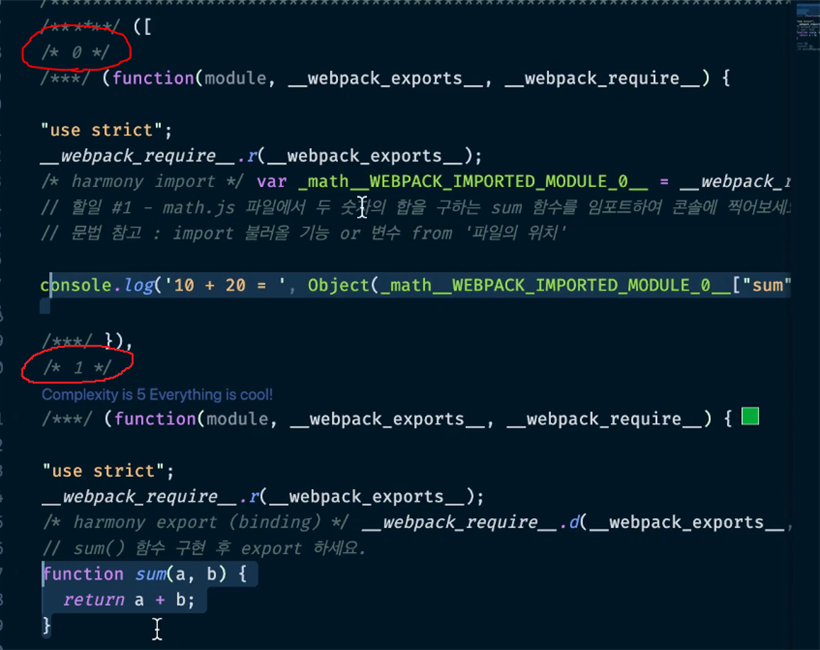 /******/ ([
/* 0 */
/***/ (function(module, __webpack_exports__, __webpack_require__) {
"use strict";
__webpack_require__.r(__webpack_exports__);
/* harmony import */ var _math__WEBPACK_IMPORTED_MODULE_0__ = __webpack_r
// 할일 #1 - math.js 파일에서 두 숫자의 합을 구하는 sum 함수를 임포트하여 콘솔에 찍어보세요
// 문법 참고 : import 불러올 기능 or 변수 from '파일의 위치'
console.log('10 + 20 = ', Object(_math__WEBPACK_IMPORTED_MODULE_0__["sum"
/***/ }),
/* 1 */
Complexity is 5 Everything is cool!
/***/ (function(module, __webpack_exports__, __webpack_require__) {
"use strict";
__webpack_require__.r(__webpack_exports__);
/* harmony export (binding) */ __webpack_require__.d(__webpack_exports__,
// sum() 함수 구현 후 export 하세요.
function sum(a, b) {
return a + b;
}